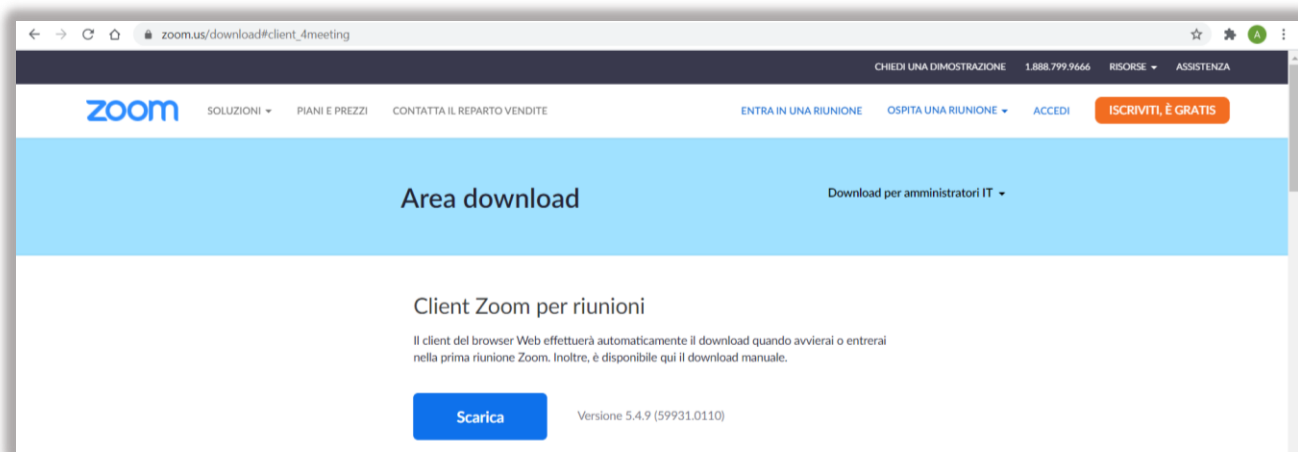 zoom.us/download#client_4meeting
A
CHIEDI UNA DIMOSTRAZIONE 1.888.799.9666 RISORSE ASSISTENZA
zoom SOLUZIONI PIANI E PREZZI CONTATTA IL REPARTO VENDITE ENTRA IN UNA RIUNIONE OSPITA UNA RIUNIONE ACCEDI ISCRIVITI, È GRATIS
Area download
Download per amministratori IT
Client Zoom per riunioni
Il client del browser Web effettuerà automaticamente il download quando avvierai o entrerai
nella prima riunione Zoom. Inoltre, è disponibile qui il download manuale.
Scarica Versione 5.4.9 (59931.0110)